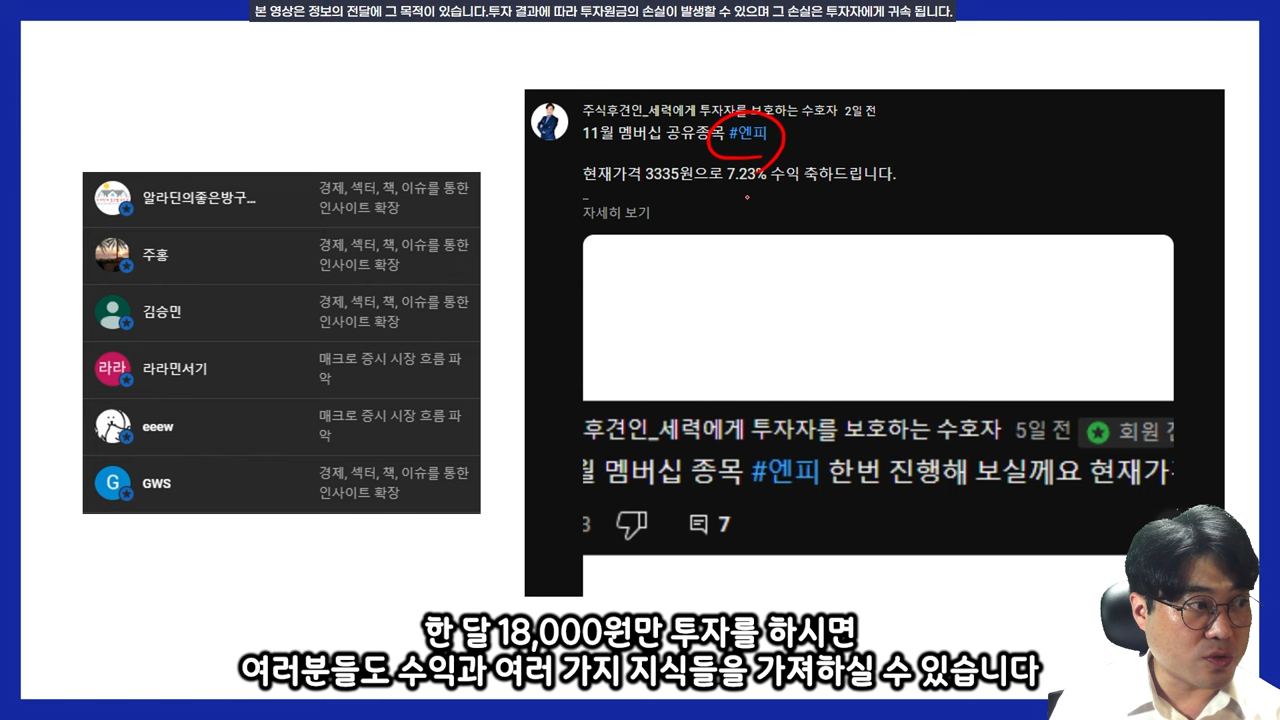 본 영상은 정보의 전달에 그 목적이 있습니다.투자 결과에 따라 투자원금의 손실이 발생할 수 있으며 그 손실은 투자자에게 귀속 됩니다.
알라딘의좋은방구...
경제, 섹터, 책, 이슈를 통한
인사이트 확장
주홍
경제, 섹터, 책, 이슈를 통한
인사이트 확장
김승민
경제, 섹터, 책, 이슈를 통한
인사이트 확장
라라
라라민서기
매크로 증시 시장 흐름 파
악
eeew
매크로 증시 시장 흐름 파
악
G
GWS
경제, 섹터, 책, 이슈를 통한
인사이트 확장
주식후견인_세력에게 투자자를 보호하는 수호자 2일 전
11월 멤버십 공유종목 #엔피
현재가격 3335원으로 7.23% 수익 축하드립니다.
자세히 보기
후견인_세력에게 투자자를 보호하는 수호자 5일 전 회원
월 멤버십 종목 #엔피 한번 진행해 보실께요 현재가
3 7
한 달 18,000원만 투자를 하시면
여러분들도 수익과 여러 가지 지식들을 가져하실 수 있습니다